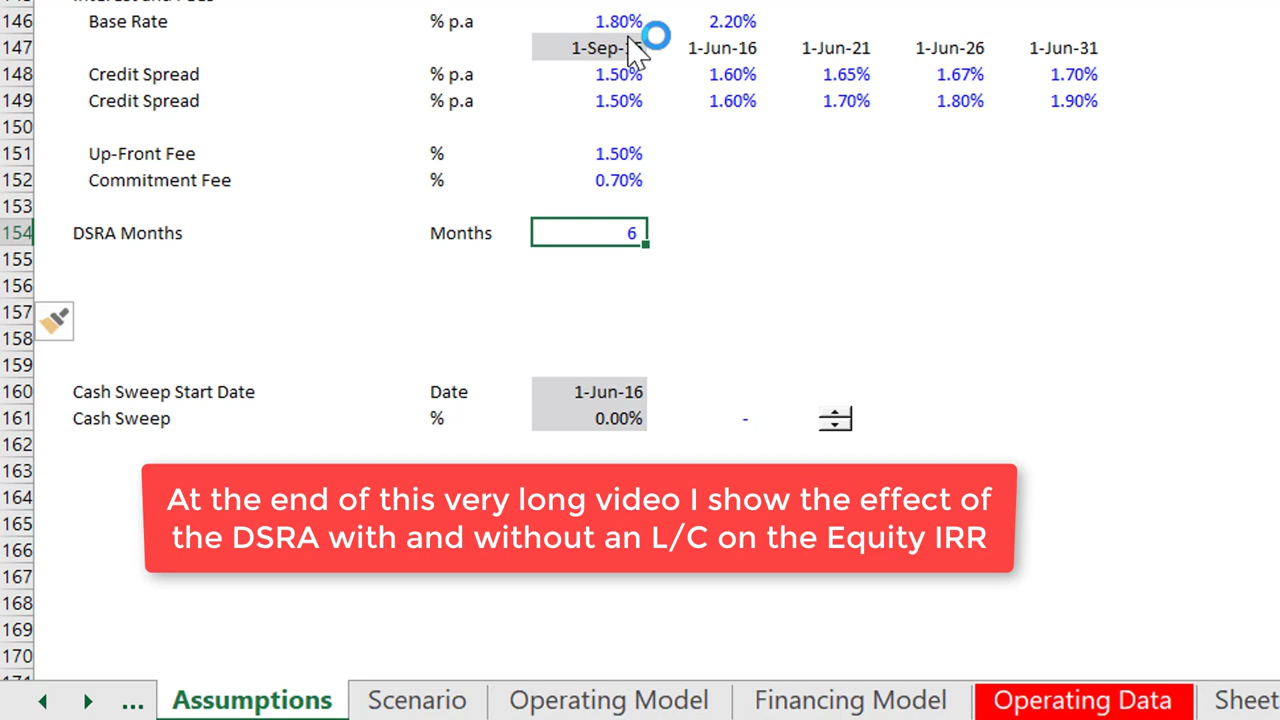 146 Base Rate % p.a 1.80% 2.20%
147 1-Sep- 1-Jun-16 1-Jun-21 1-Jun-26 1-Jun-31
148 Credit Spread % p.a 1.50% 1.60% 1.65% 1.67% 1.70%
149 Credit Spread % p.a 1.50% 1.60% 1.70% 1.80% 1.90%
150
151 Up-Front Fee % 1.50%
152 Commitment Fee % 0.70%
153
154 DSRA Months Months 6
155
156
157
158
159
160 Cash Sweep Start Date Date 1-Jun-16
161 Cash Sweep % 0.00% -
162
163
164
165
166
167
168
169
170
At the end of this very long video I show the effect of
the DSRA with and without an L/C on the Equity IRR
... Assumptions Scenario Operating Model Financing Model Operating Data Sheet